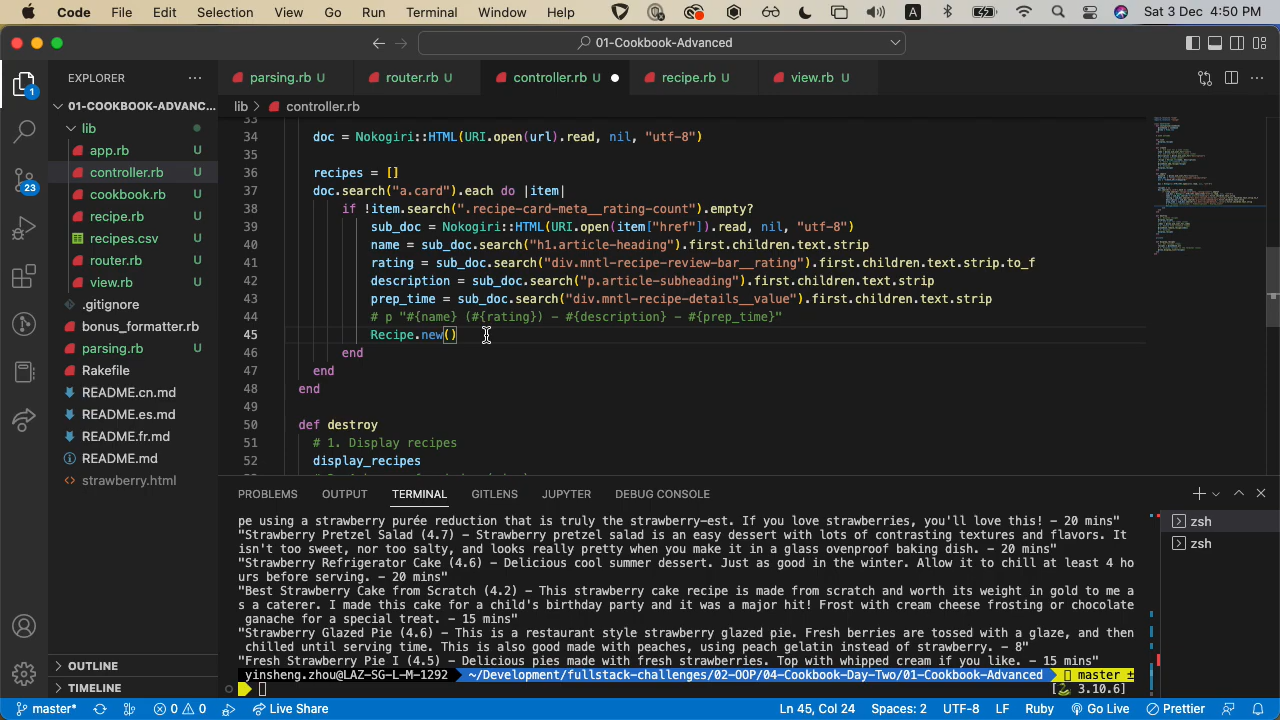 Code File Edit Selection View Go Run Terminal Window Help A Sat 3 Dec 4:50 PM
01-Cookbook-Advanced
EXPLORER
parsing.rb U router.rb U controller.rb U recipe.rb U view.rb U
01-COOKBOOK-ADVANC...
lib > controller.rb
lib
app.rb U
controller.rb U
cookbook.rb U
recipe.rb U
recipes.csv U
router.rb U
view.rb U
.gitignore
bonus_formatter.rb U
parsing.rb U
Rakefile
README.cn.md
README.es.md
README.fr.md
README.md
strawberry.html
OUTLINE
TIMELINE
1
23
33
34 doc = Nokogiri::HTML(URI.open(url).read, nil, "utf-8")
35
36 recipes = []
37 doc.search("a.card").each do |item|
38 if !item.search(".recipe-card-meta__rating-count").empty?
39 sub_doc = Nokogiri::HTML(URI.open(item["href"]).read, nil, "utf-8")
40 name = sub_doc.search("h1.article-heading").first.children.text.strip
41 rating = sub_doc.search("div.mntl-recipe-review-bar__rating").first.children.text.strip.to_f
42 description = sub_doc.search("p.article-subheading").first.children.text.strip
43 prep_time = sub_doc.search("div.mntl-recipe-details__value").first.children.text.strip
44 # p "#{name} (#{rating}) - #{description} - #{prep_time}"
45 Recipe.new()
46 end
47 end
48 end
49
50 def destroy
51 # 1. Display recipes
52 display_recipes
PROBLEMS OUTPUT TERMINAL GITLENS JUPYTER DEBUG CONSOLE
pe using a strawberry purée reduction that is truly the strawberry-est. If you love strawberries, you'll love this! - 20 mins"
"Strawberry Pretzel Salad (4.7) - Strawberry pretzel salad is an easy dessert with lots of contrasting textures and flavors. It
isn't too sweet, nor too salty, and looks really pretty when you make it in a glass ovenproof baking dish. - 20 mins"
"Strawberry Refrigerator Cake (4.6) - Delicious cool summer dessert. Just as good in the winter. Allow it to chill at least 4 ho
urs before serving. - 20 mins"
"Best Strawberry Cake from Scratch (4.2) - This strawberry cake recipe is made from scratch and worth its weight in gold to me a
s a caterer. I made this cake for a child's birthday party and it was a major hit! Frost with cream cheese frosting or chocolate
ganache for a special treat. - 15 mins"
"Strawberry Glazed Pie (4.6) - This is a restaurant style strawberry glazed pie. Fresh berries are tossed with a glaze, and then
chilled until serving time. This is also good made with peaches, using peach gelatin instead of strawberry. - 8"
"Fresh Strawberry Pie I (4.5) - Delicious pies made with fresh strawberries. Top with whipped cream if you like. - 15 mins"
yinsheng.zhou@LAZ-SG-L-M-1292 ~/Development/fullstack-challenges/02-OOP/04-Cookbook-Day-Two/01-Cookbook-Advanced master ±
[🐍 3.10.6]
zsh
zsh
master* 0 0 Live Share Ln 45, Col 24 Spaces: 2 UTF-8 LF Ruby Go Live Prettier